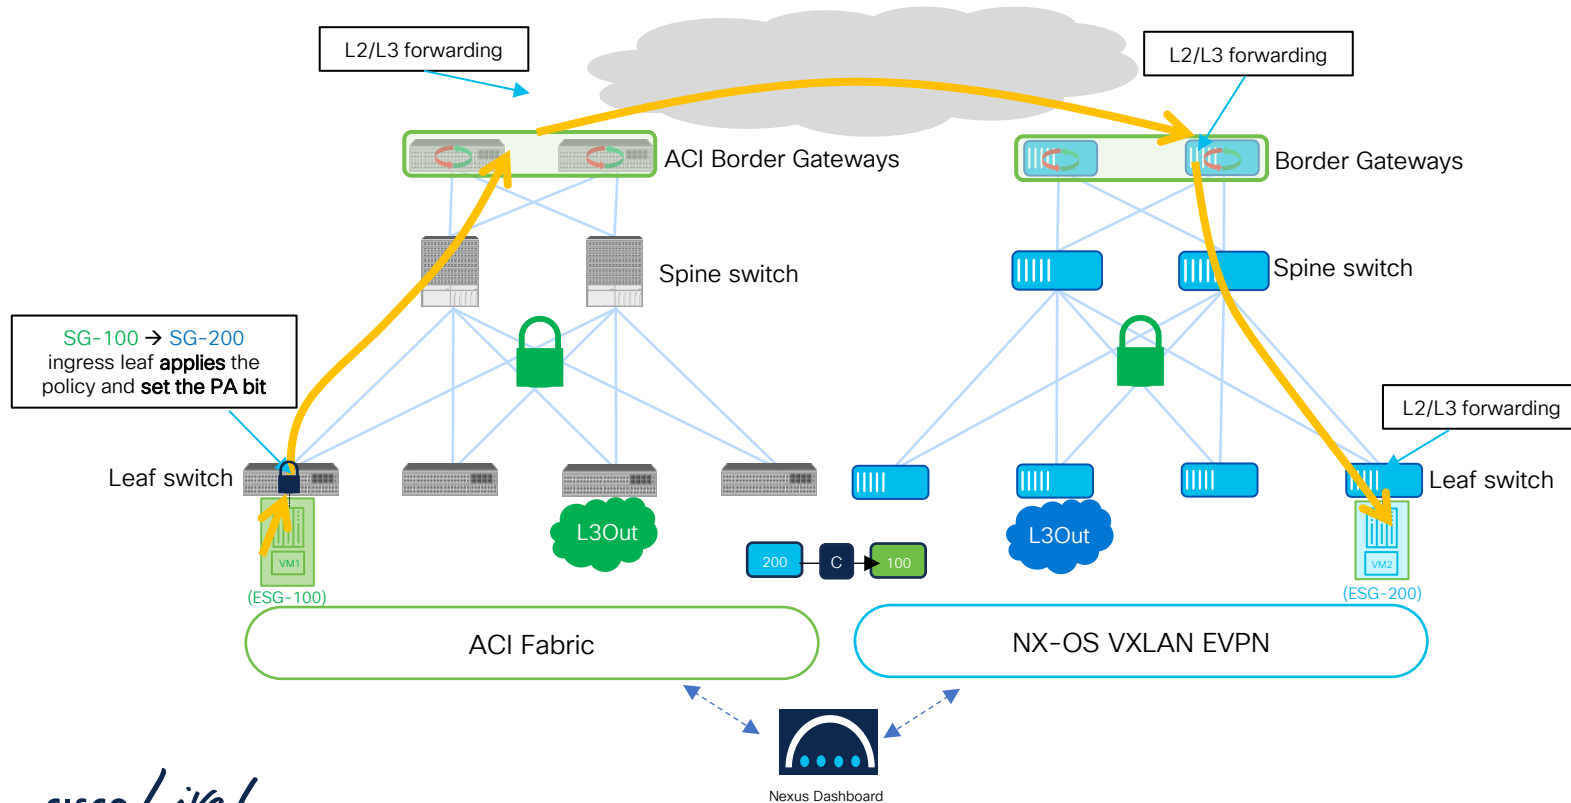 L2/L3 forwarding
L2/L3 forwarding
ACI Border Gateways
Border Gateways
Spine switch
Spine switch
SG-100 → SG-200
ingress leaf applies the
policy and set the PA bit
L2/L3 forwarding
Leaf switch
Leaf switch
L3Out
L3Out
VM1
200
C
100
VM2
(ESG-100)
(ESG-200)
ACI Fabric
NX-OS VXLAN EVPN
Nexus Dashboard
CISCO Live!